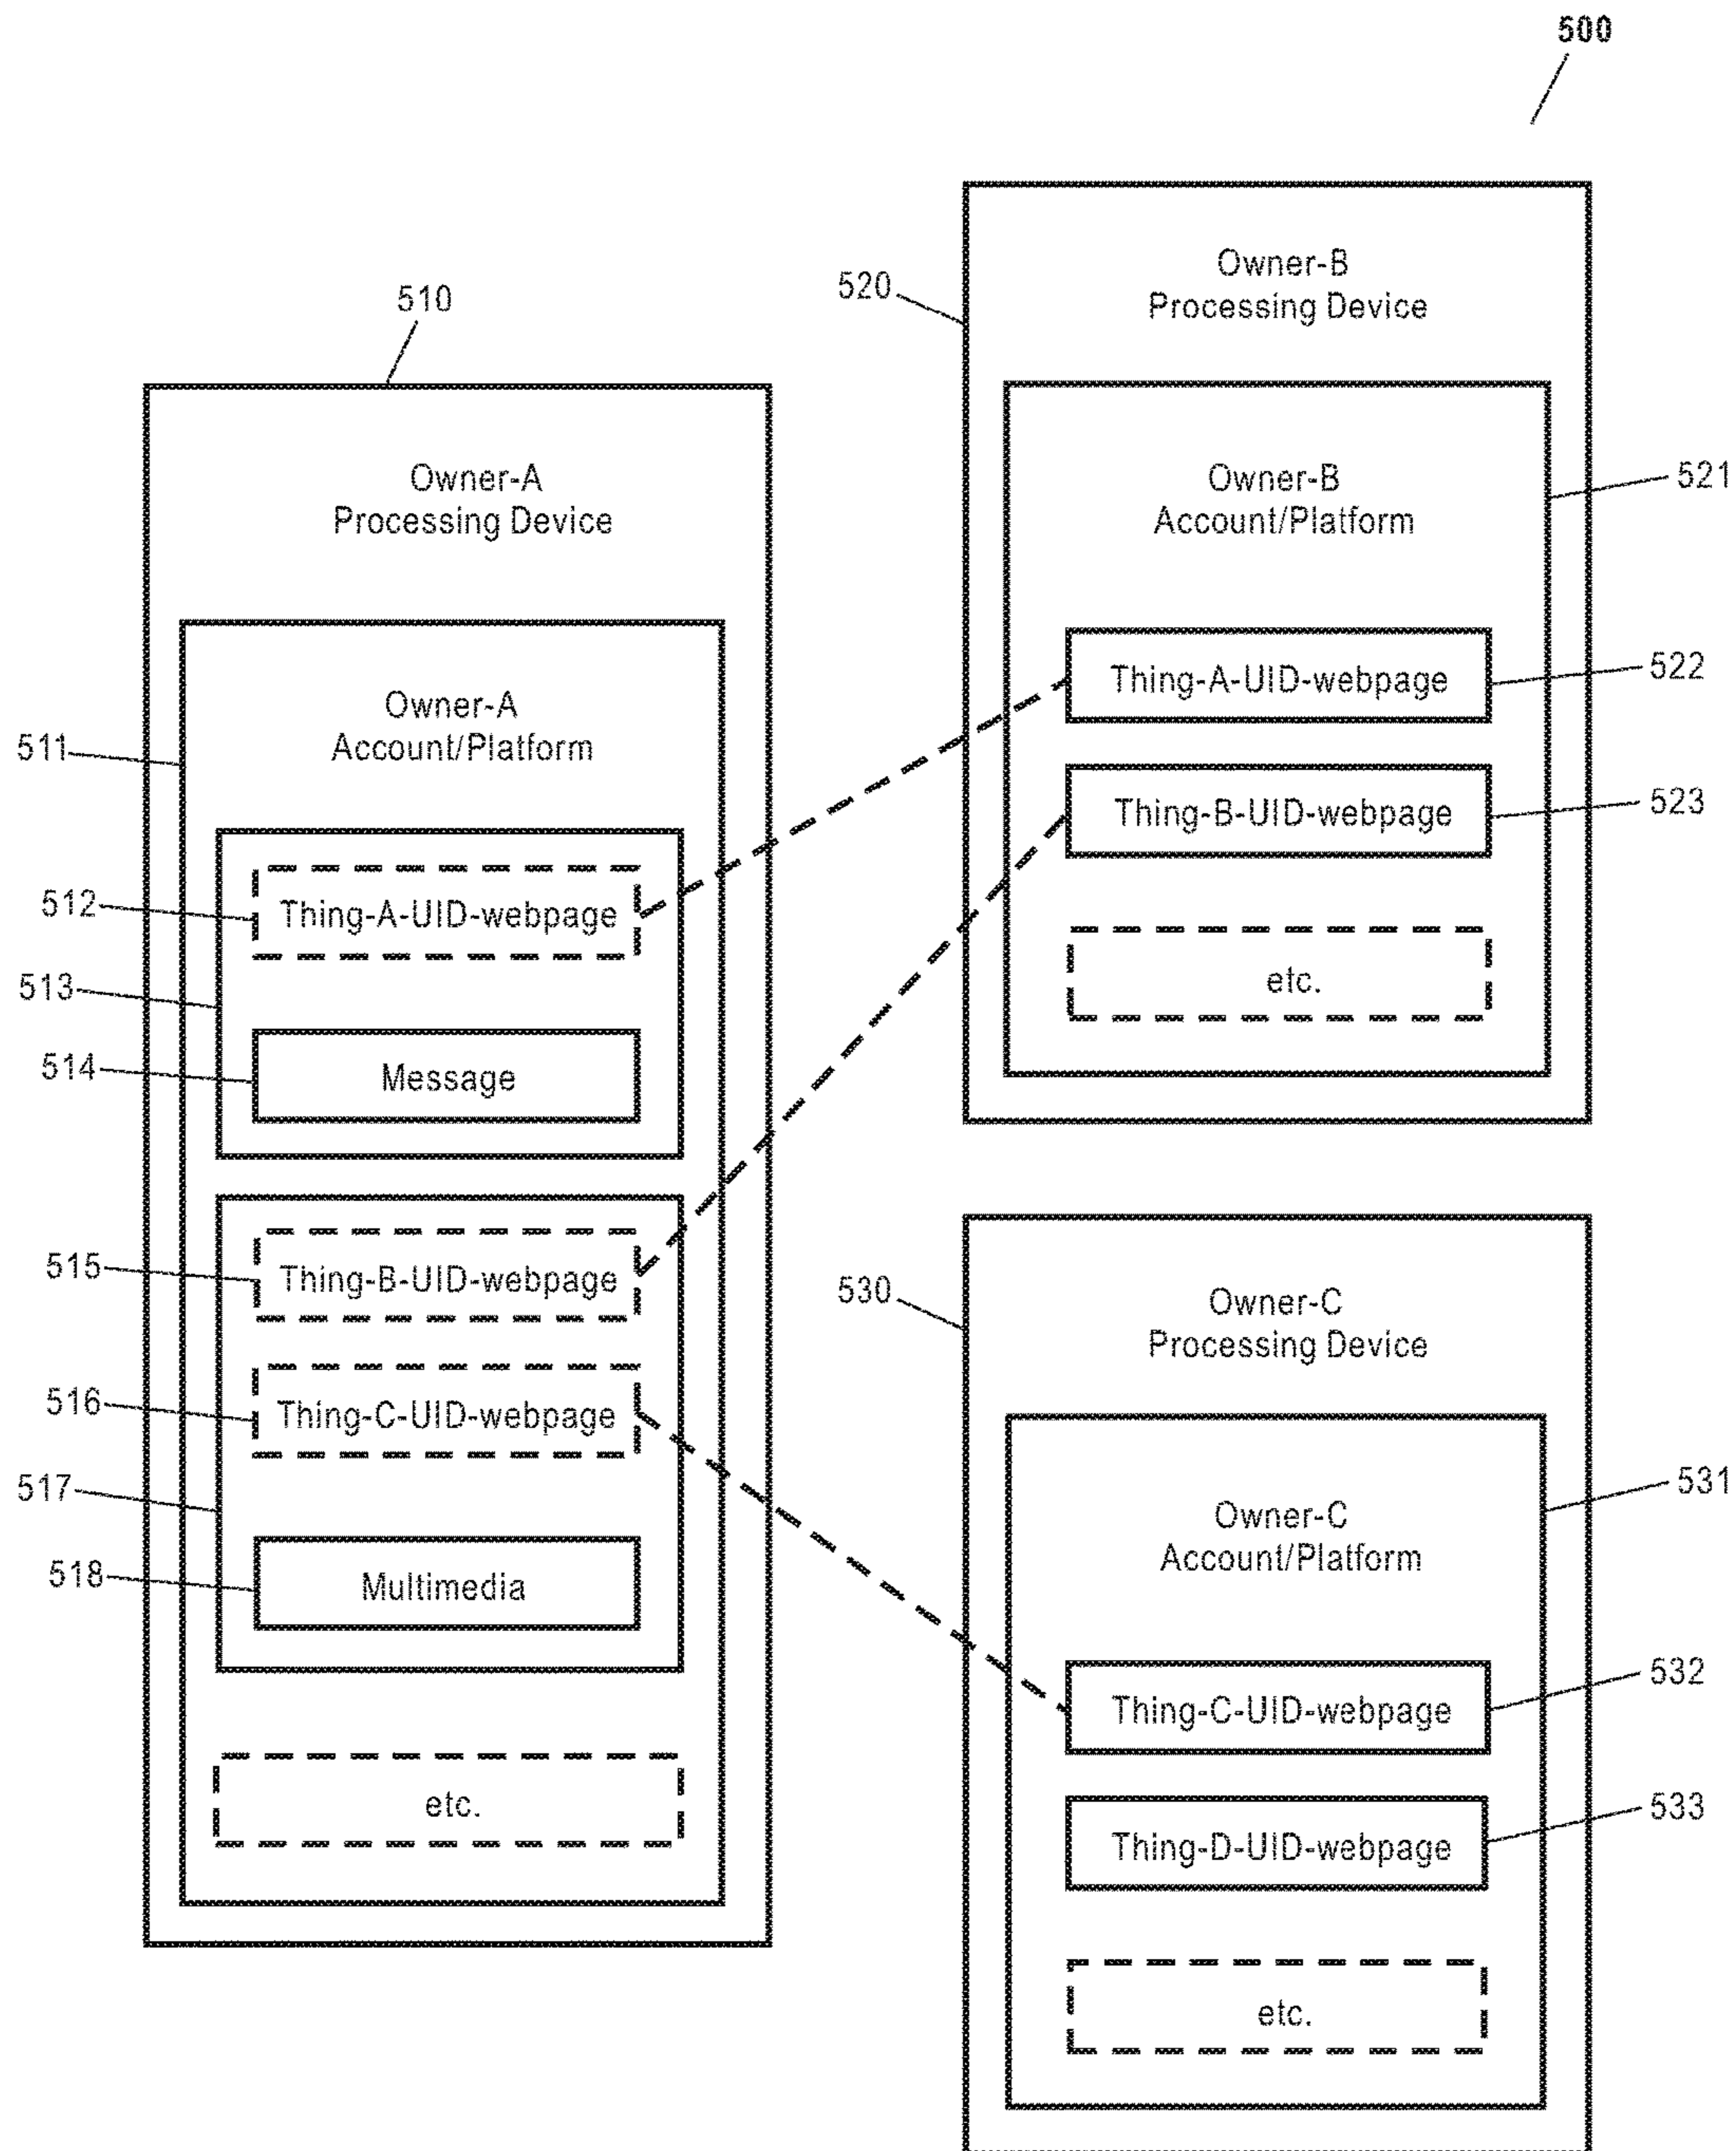 500
510
Owner-A
Processing Device
511
Owner-A
Account/Platform
512
Thing-A-UID-webpage
513
514
Message
515
Thing-B-UID-webpage
516
Thing-C-UID-webpage
517
518
Multimedia
etc.
520
Owner-B
Processing Device
Owner-B
Account/Platform
521
Thing-A-UID-webpage
522
Thing-B-UID-webpage
523
etc.
530
Owner-C
Processing Device
Owner-C
Account/Platform
531
Thing-C-UID-webpage
532
Thing-D-UID-webpage
533
etc.